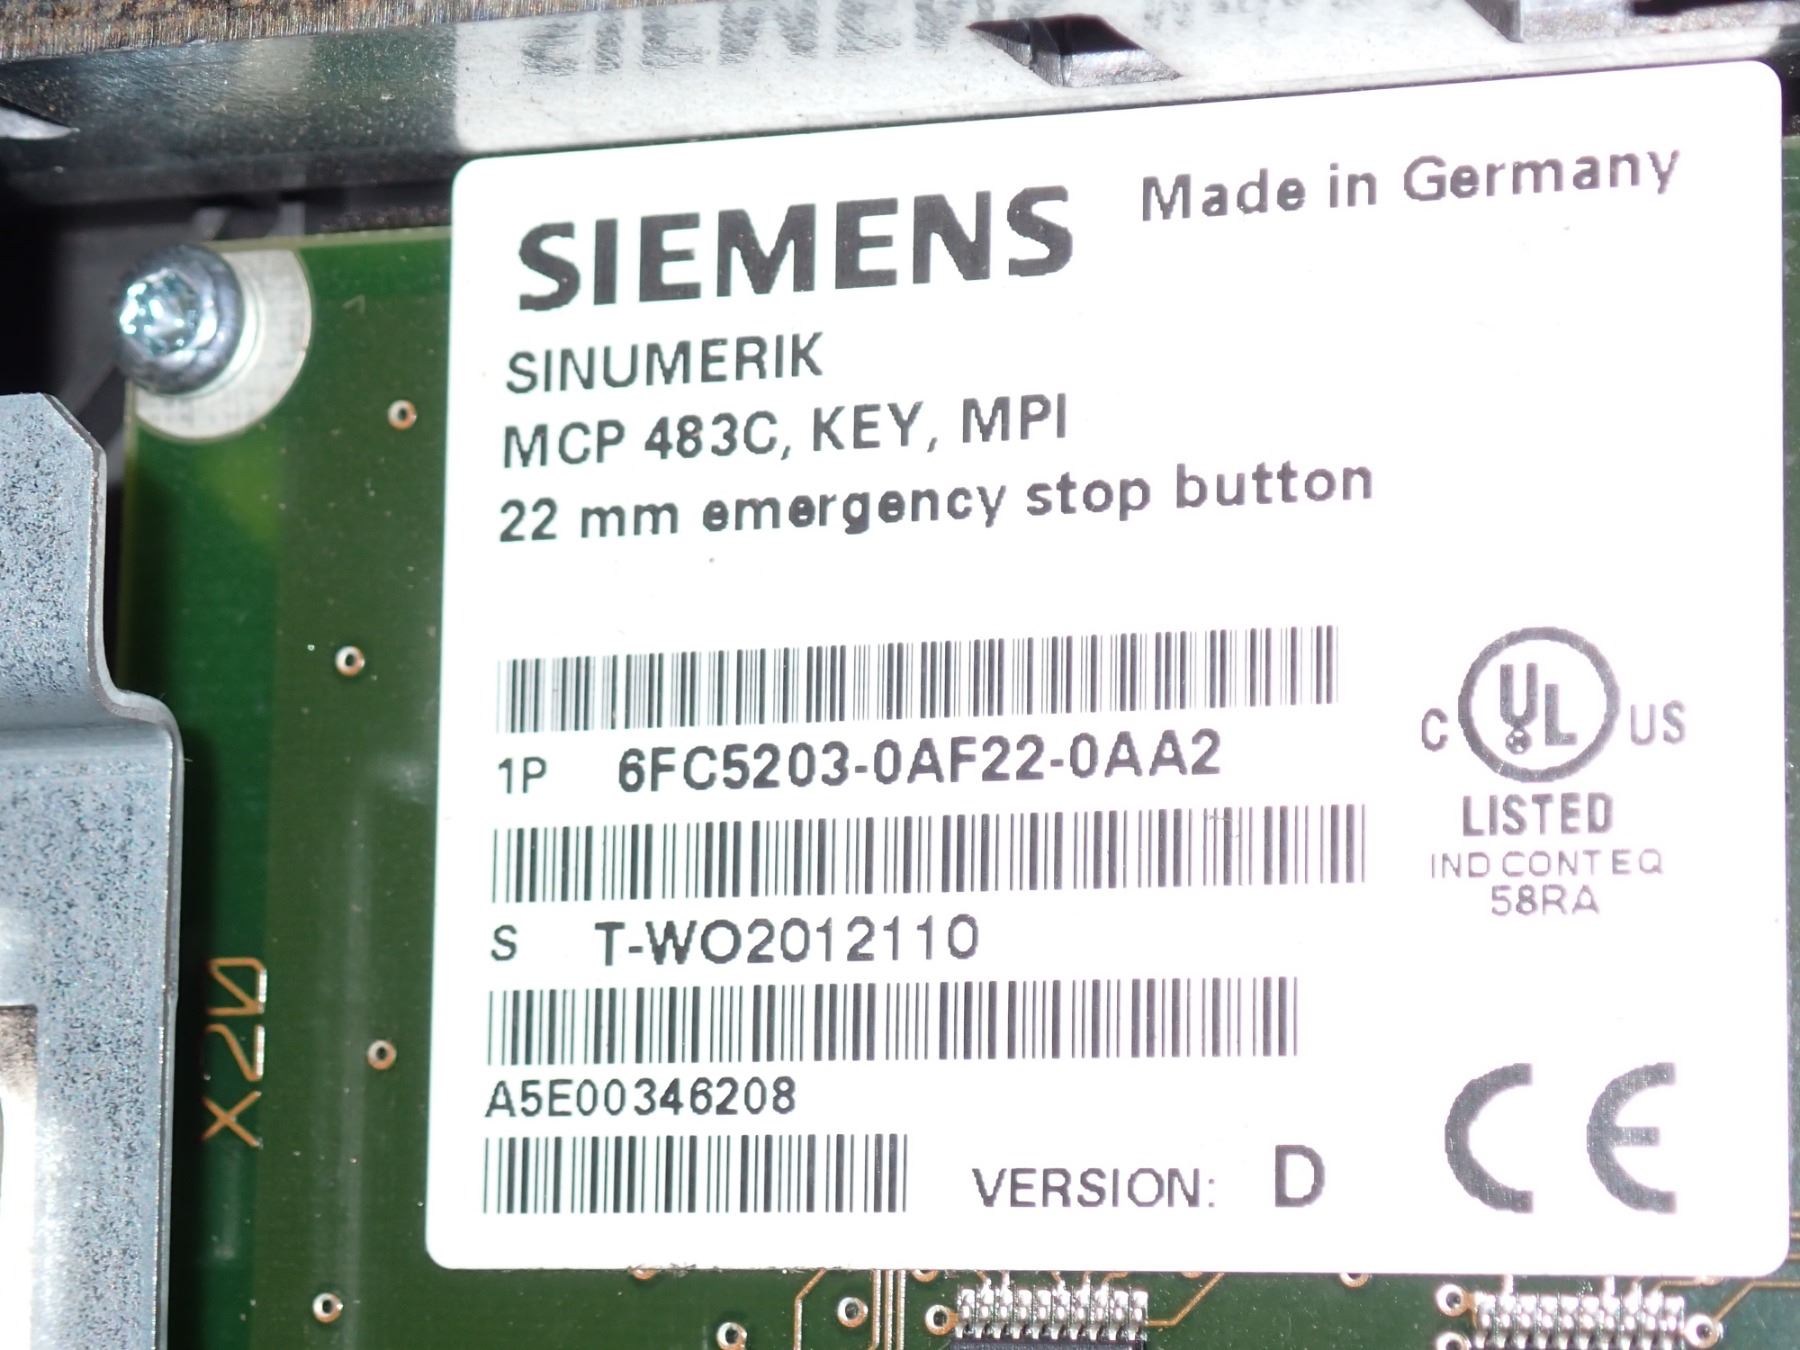 SIEMENS Made in Germany
SINUMERIK
MCP 483C, KEY, MPI
22 mm emergency stop button
1P 6FC5203-0AF22-0AA2
C UL US
LISTED
IND CONT EQ
58RA
S T-WO2012110
A5E00346208
VERSION: D
CE
X20